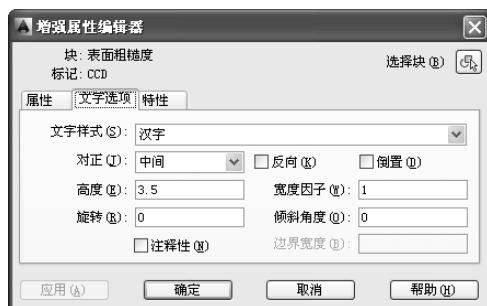 增强属性编辑器
块: 表面粗糙度
标记: CCD
选择块(B)
属性 文字选项 特性
文字样式(S): 汉字
对正(J): 中间 反向(K) 倒置(D)
高度(E): 3.5 宽度因子(W): 1
旋转(R): 0 倾斜角度(O): 0
注释性(N) 边界宽度(B):
应用(A) 确定 取消 帮助(H)